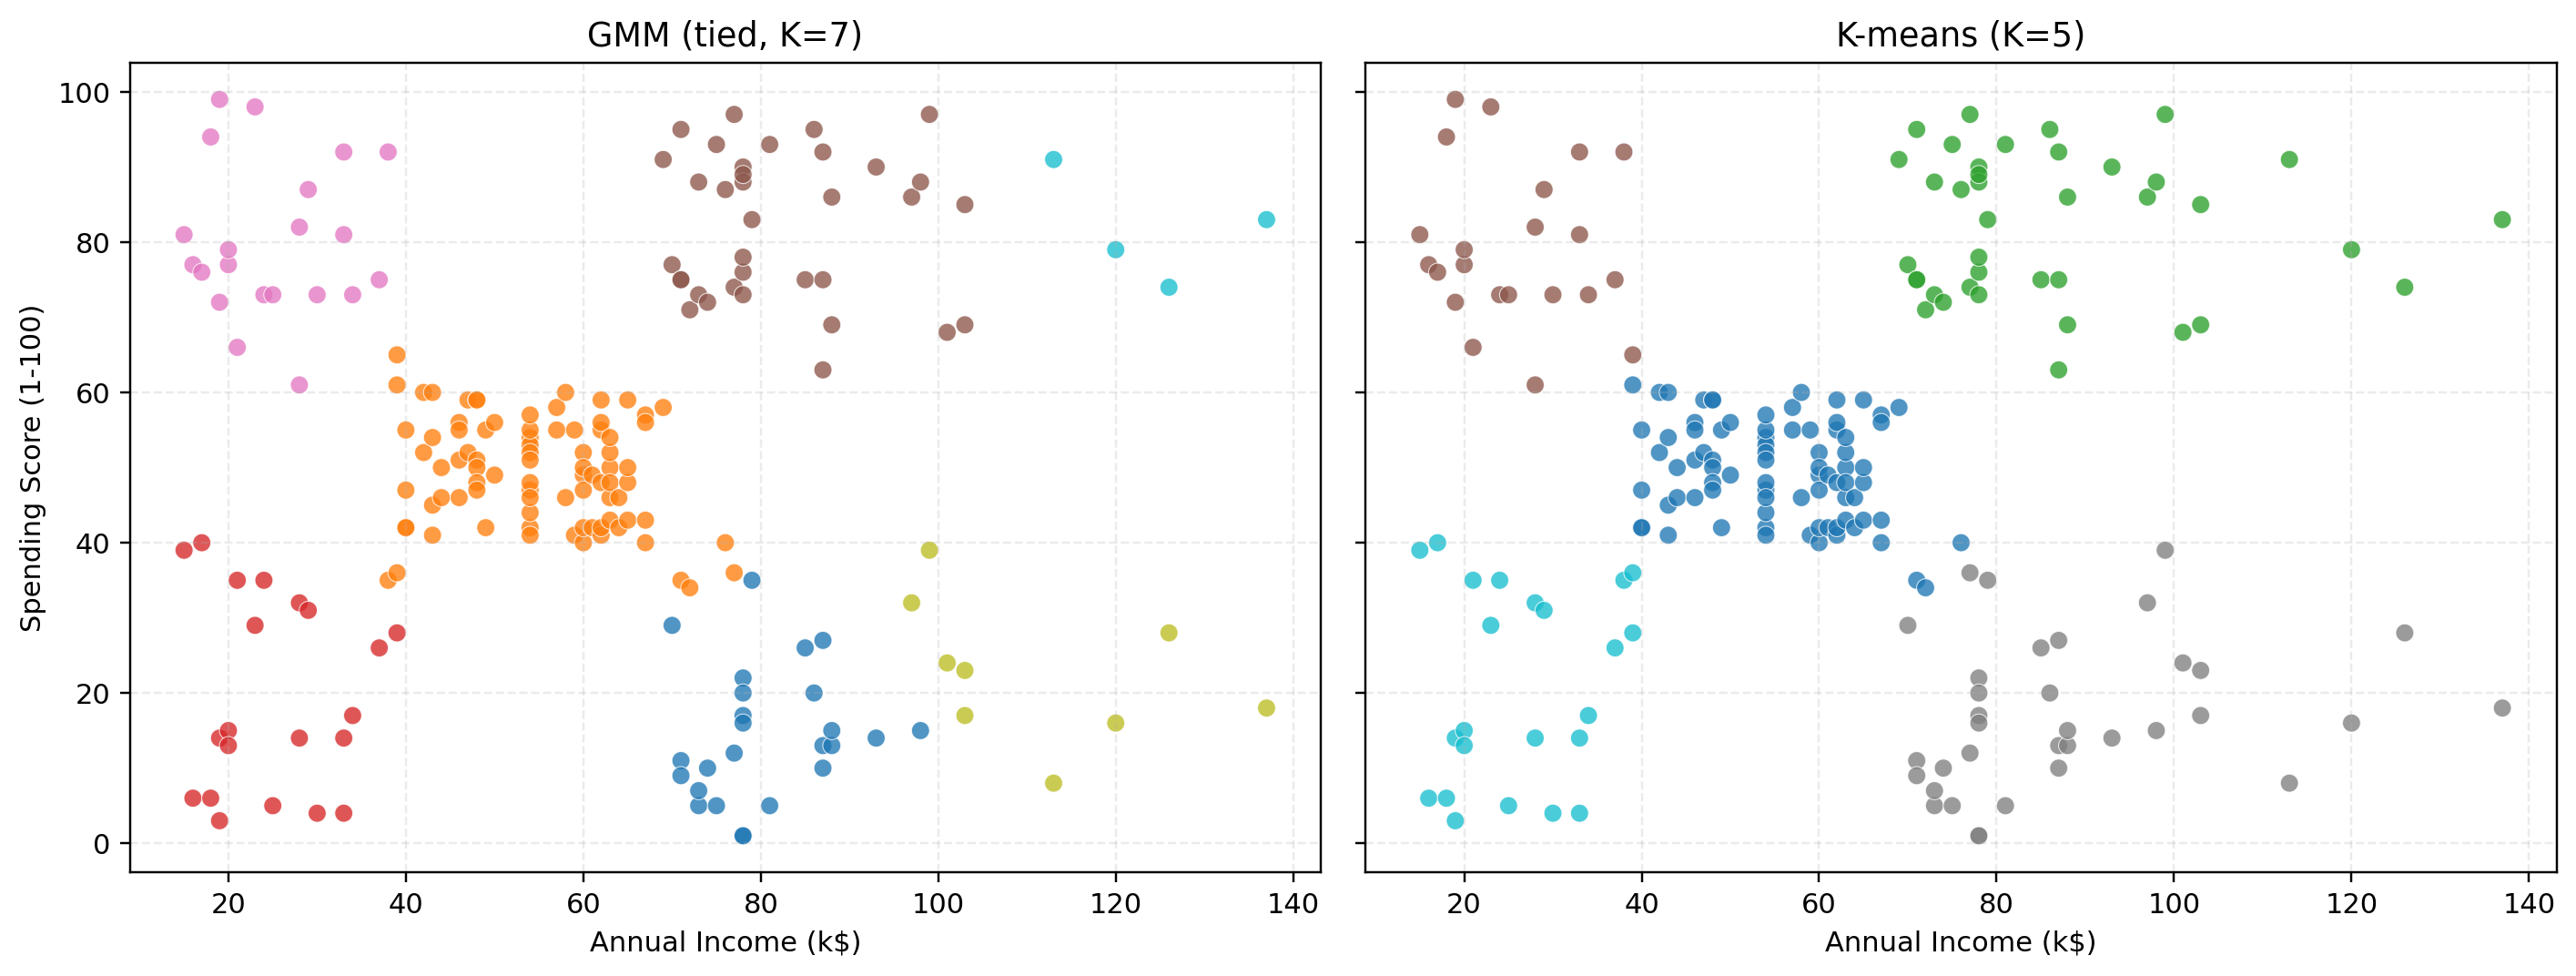 GMM (tied, K=7)
K-means (K=5)
Spending Score (1-100)
100
80
60
40
20
0
20 40 60 80 100 120 140
20 40 60 80 100 120 140
Annual Income (k$)
Annual Income (k$)